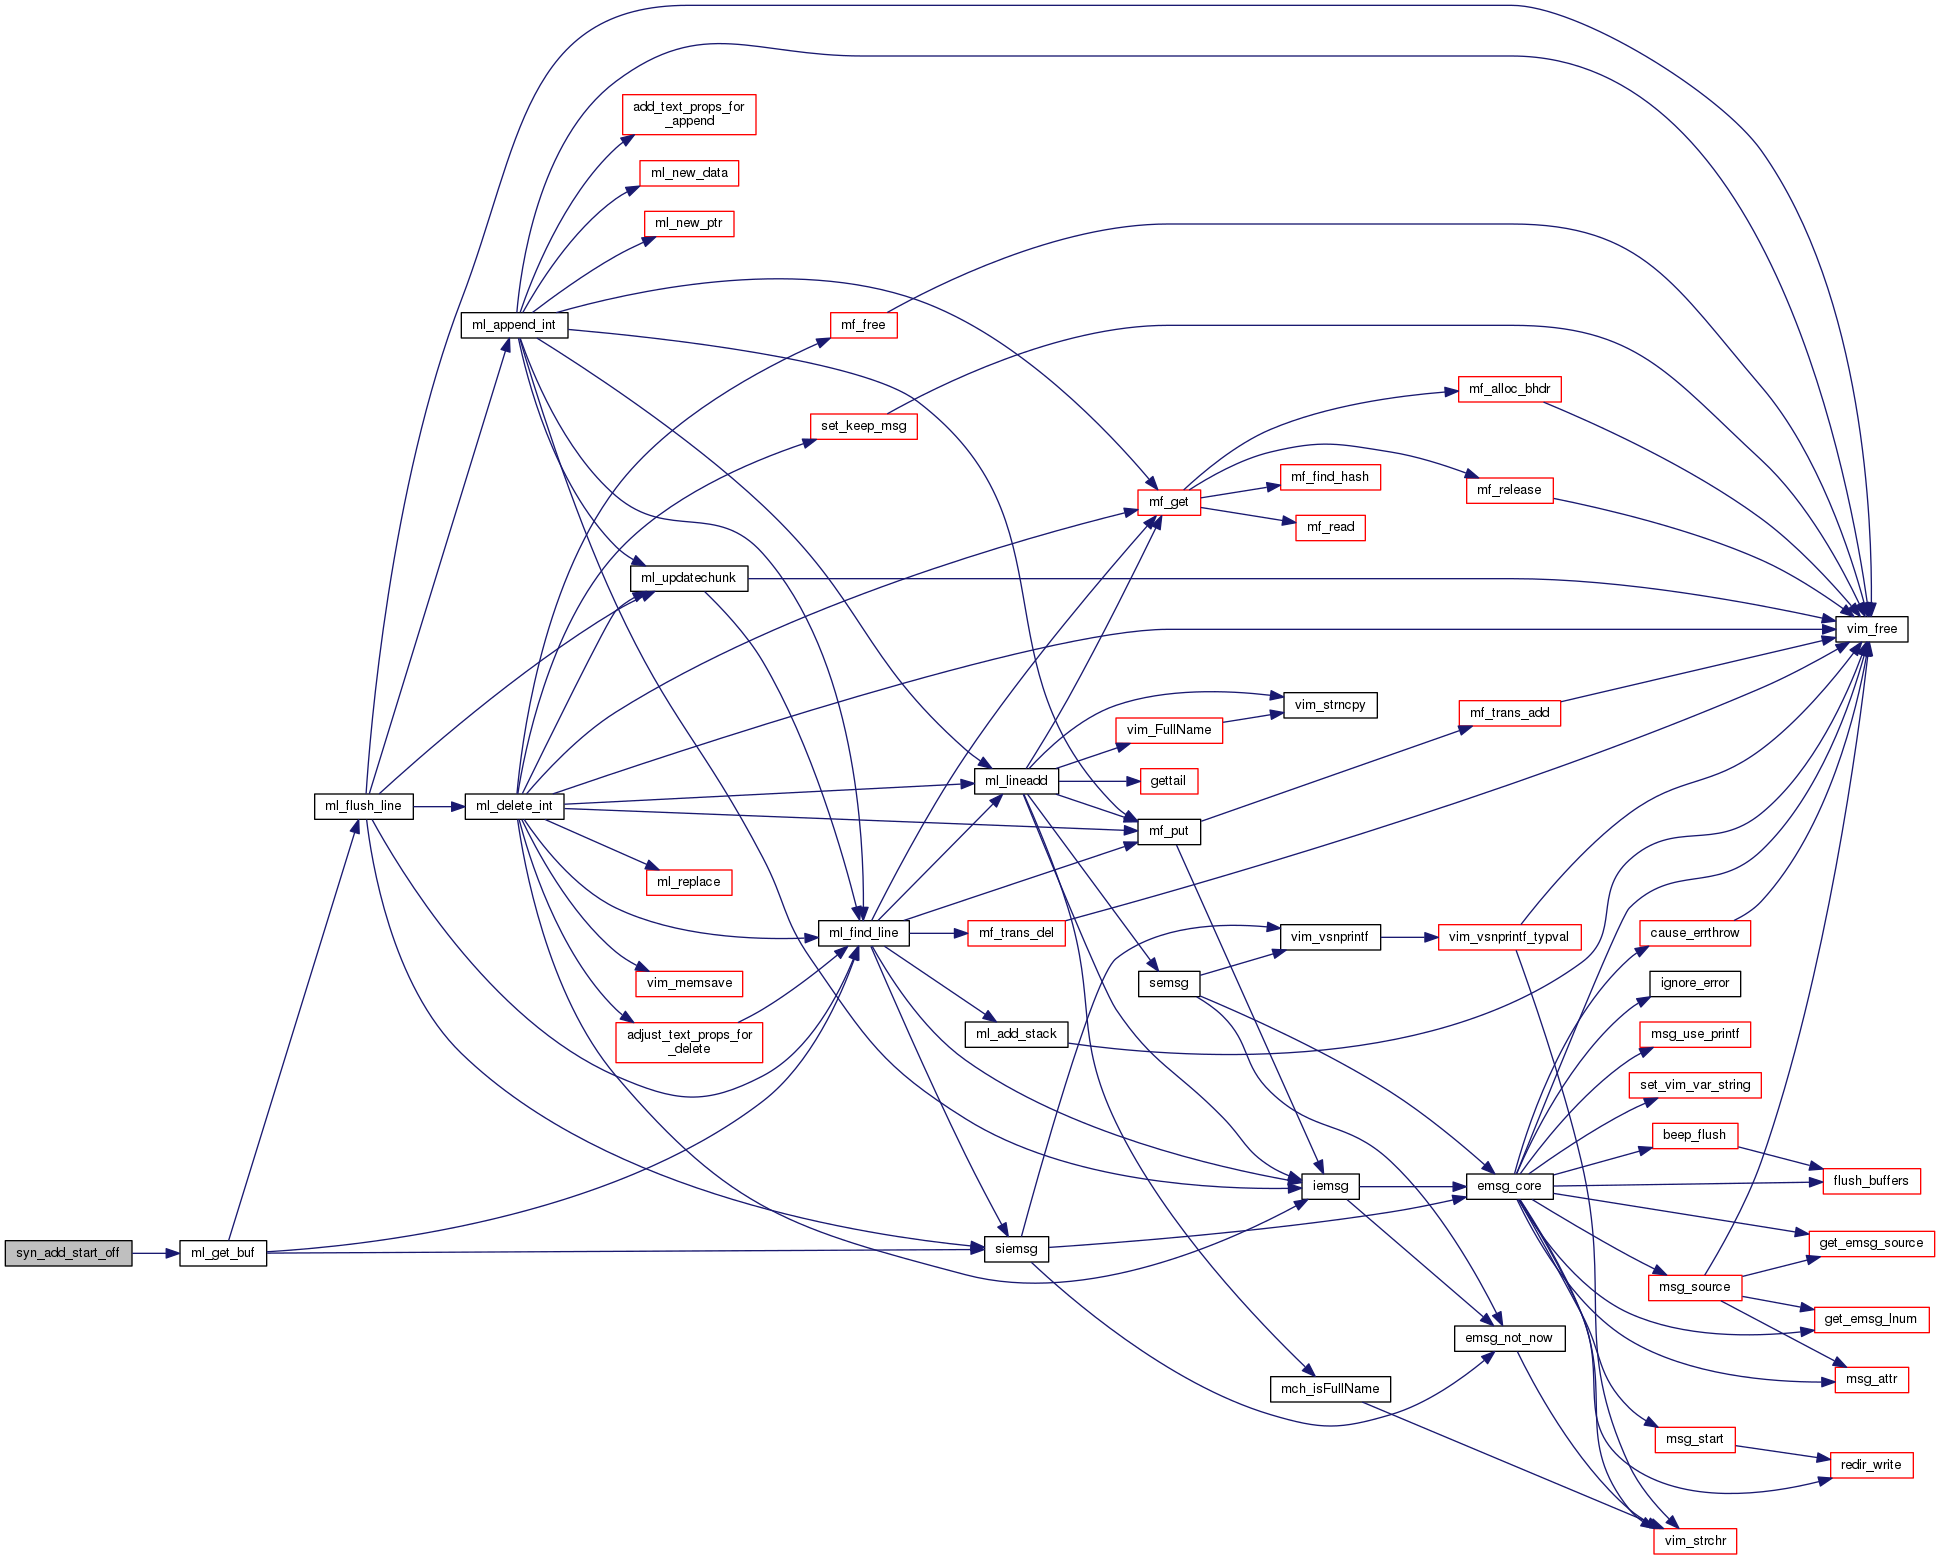 add_text_props_for
_append
ml_new_data
ml_new_ptr
ml_append_int
mf_free
mf_alloc_bhdr
set_keep_msg
mf_find_hash
mf_release
mf_get
mf_read
ml_updatechunk
vim_free
vim_strncpy
mf_trans_add
vim_FullName
ml_lineadd
gettail
ml_flush_line
ml_delete_int
mf_put
ml_replace
ml_find_line
mf_trans_del
vim_vsnprintf
vim_vsnprintf_typval
cause_errthrow
vim_memsave
semsg
ignore_error
adjust_text_props_for
_delete
ml_add_stack
msg_use_printf
set_vim_var_string
beep_flush
iemsg
emsg_core
flush_buffers
syn_add_start_off
ml_get_buf
siemsg
get_emsg_source
msg_source
get_emsg_lnum
emsg_not_now
mch_isFullName
msg_attr
msg_start
redir_write
vim_strchr